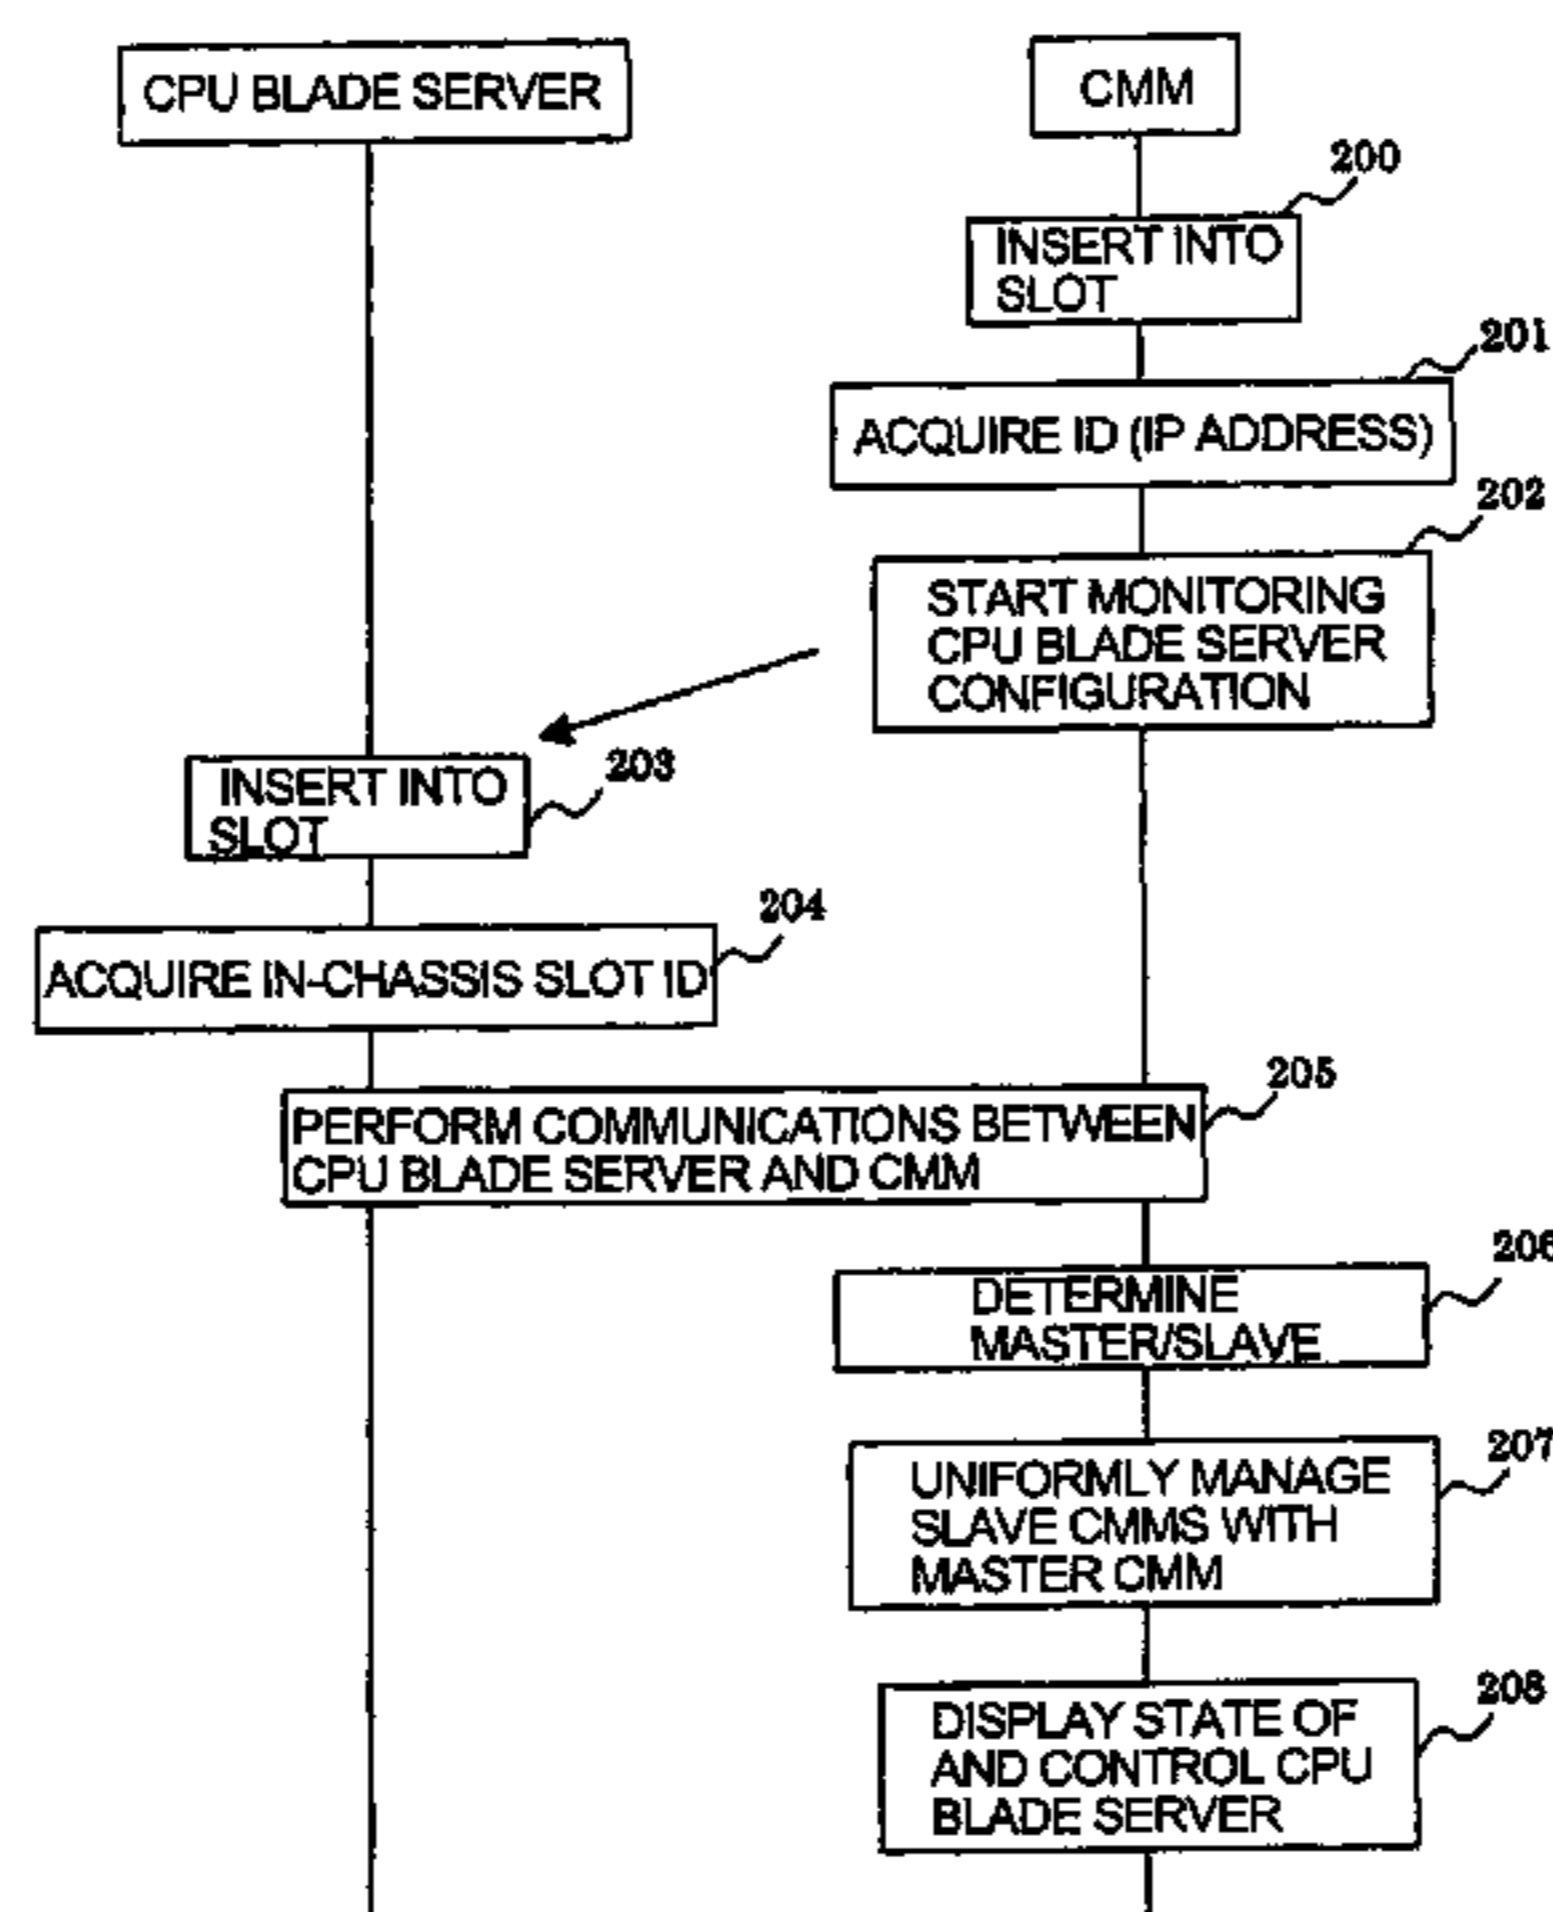 CPU BLADE SERVER
CMM
200
INSERT INTO
SLOT
201
ACQUIRE ID (IP ADDRESS)
202
START MONITORING
CPU BLADE SERVER
CONFIGURATION
INSERT INTO
SLOT
203
204
ACQUIRE IN-CHASSIS SLOT ID
205
PERFORM COMMUNICATIONS BETWEEN
CPU BLADE SERVER AND CMM
206
DETERMINE
MASTER/SLAVE
207
UNIFORMLY MANAGE
SLAVE CMMS WITH
MASTER CMM
208
DISPLAY STATE OF
AND CONTROL CPU
BLADE SERVER